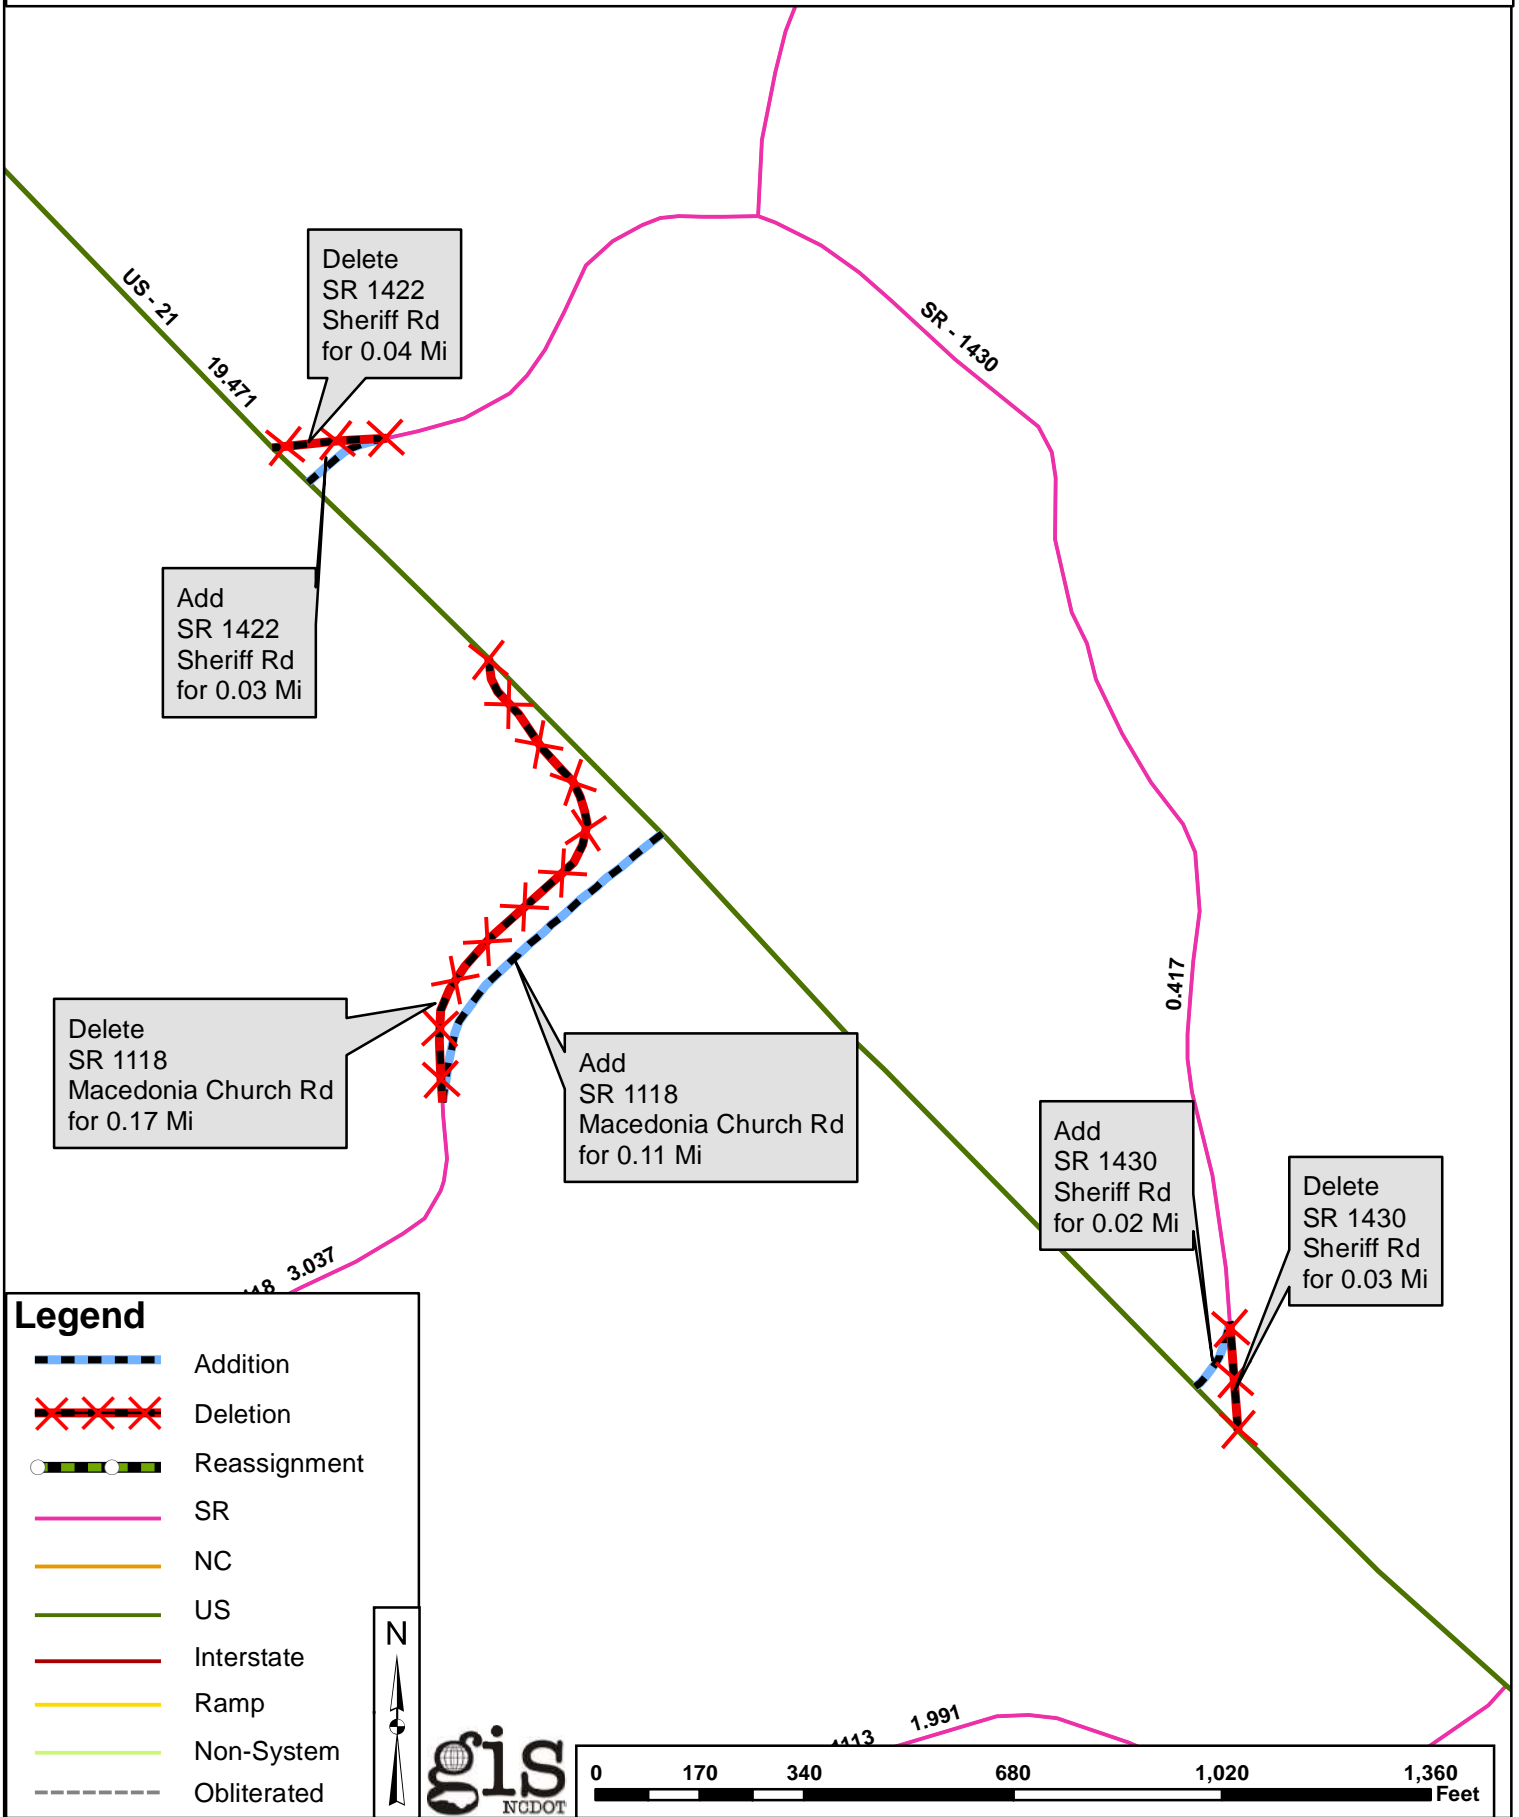 US - 21
19.471
Delete
SR 1422
Sheriff Rd
for 0.04 Mi
SR - 1430
Add
SR 1422
Sheriff Rd
for 0.03 Mi
0.417
Delete
SR 1118
Macedonia Church Rd
for 0.17 Mi
Add
SR 1118
Macedonia Church Rd
for 0.11 Mi
Add
SR 1430
Sheriff Rd
for 0.02 Mi
Delete
SR 1430
Sheriff Rd
for 0.03 Mi
3.037
Legend
Addition
Deletion
Reassignment
SR
NC
US
Interstate
Ramp
Non-System
Obliterated
N
gis
NCDOT
1113 1.991
0 170 340 680 1,020 1,360
Feet